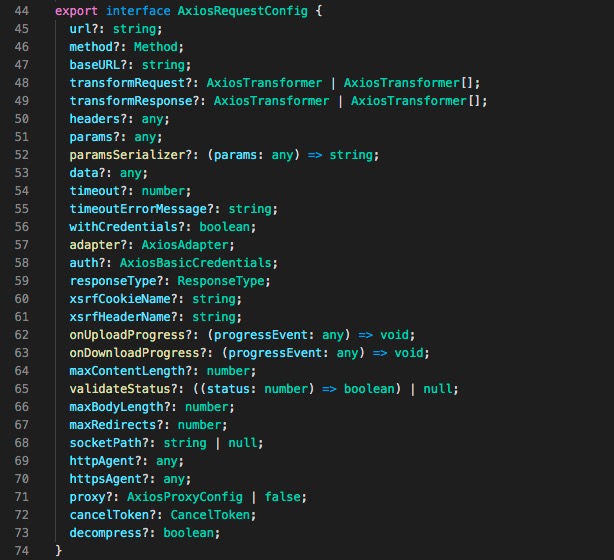 44 export interface AxiosRequestConfig {
45 url?: string;
46 method?: Method;
47 baseURL?: string;
48 transformRequest?: AxiosTransformer | AxiosTransformer[];
49 transformResponse?: AxiosTransformer | AxiosTransformer[];
50 headers?: any;
51 params?: any;
52 paramsSerializer?: (params: any) => string;
53 data?: any;
54 timeout?: number;
55 timeoutErrorMessage?: string;
56 withCredentials?: boolean;
57 adapter?: AxiosAdapter;
58 auth?: AxiosBasicCredentials;
59 responseType?: ResponseType;
60 xsrfCookieName?: string;
61 xsrfHeaderName?: string;
62 onUploadProgress?: (progressEvent: any) => void;
63 onDownloadProgress?: (progressEvent: any) => void;
64 maxContentLength?: number;
65 validateStatus?: ((status: number) => boolean) | null;
66 maxBodyLength?: number;
67 maxRedirects?: number;
68 socketPath?: string | null;
69 httpAgent?: any;
70 httpsAgent?: any;
71 proxy?: AxiosProxyConfig | false;
72 cancelToken?: CancelToken;
73 decompress?: boolean;
74 }